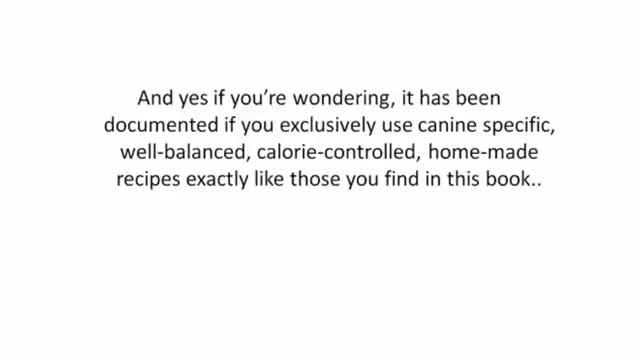 And yes if you’re wondering, it has been
documented if you exclusively use canine specific,
well-balanced, calorie-controlled, home-made
recipes exactly like those you find in this book..